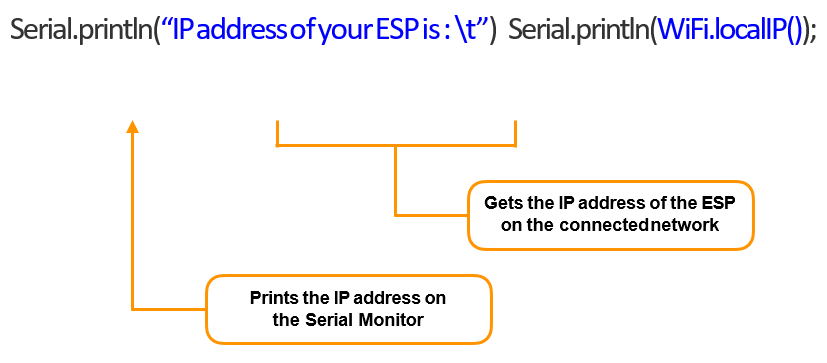 Serial.println(“IP address of your ESP is : \t”) Serial.println(WiFi.localIP());
Gets the IP address of the ESP
on the connected network
Prints the IP address on
the Serial Monitor